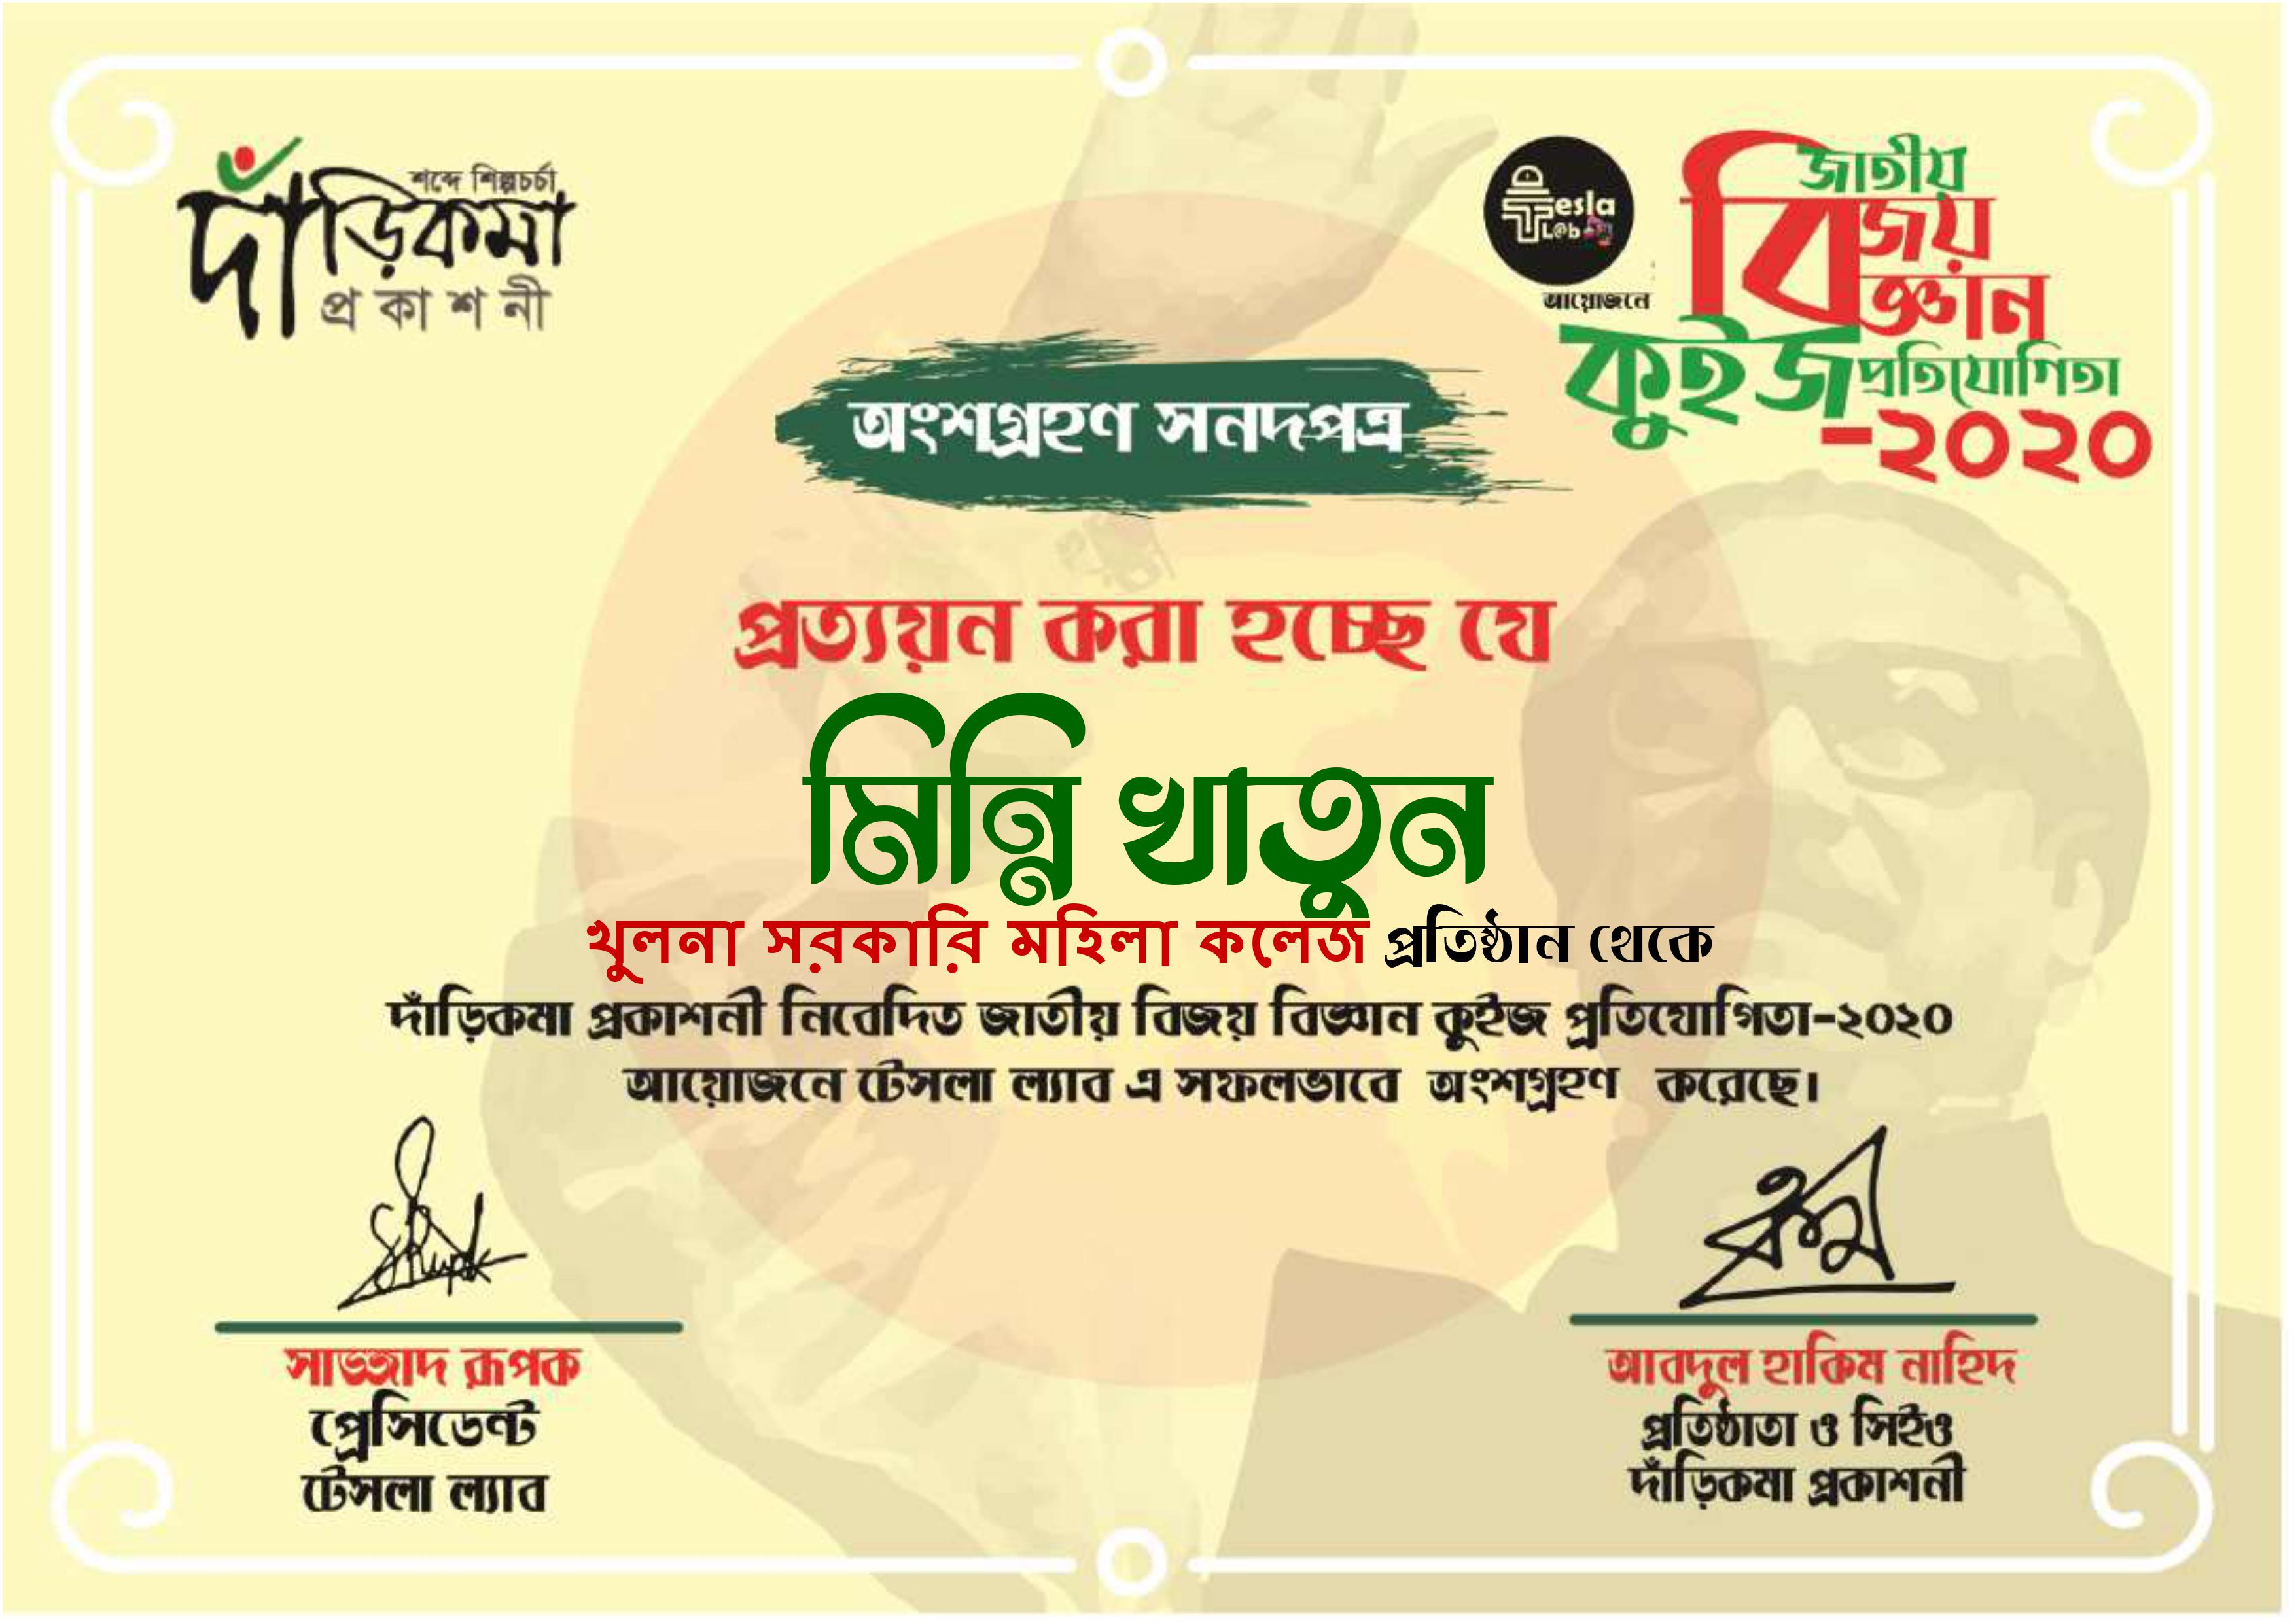 শব্দে শিল্পচর্চা
দাঁড়িকমা
প্রকাশনী
Tesla
L@b
আয়োজনে
জাতীয়
বিজয়
বিজ্ঞান
কুইজ প্রতিযোগিতা
-২০২০
অংশগ্রহণ সনদপত্র
প্রত্যয়ন করা হচ্ছে যে
মিন্নি খাতুন
খুলনা সরকারি মহিলা কলেজ প্রতিষ্ঠান থেকে
দাঁড়িকমা প্রকাশনী নিবেদিত জাতীয় বিজয় বিজ্ঞান কুইজ প্রতিযোগিতা-২০২০
আয়োজনে টেসলা ল্যাব এ সফলভাবে অংশগ্রহণ করেছে।
সাজ্জাদ রূপক
প্রেসিডেন্ট
টেসলা ল্যাব
আবদুল হাকিম নাহিদ
প্রতিষ্ঠাতা ও সিইও
দাঁড়িকমা প্রকাশনী